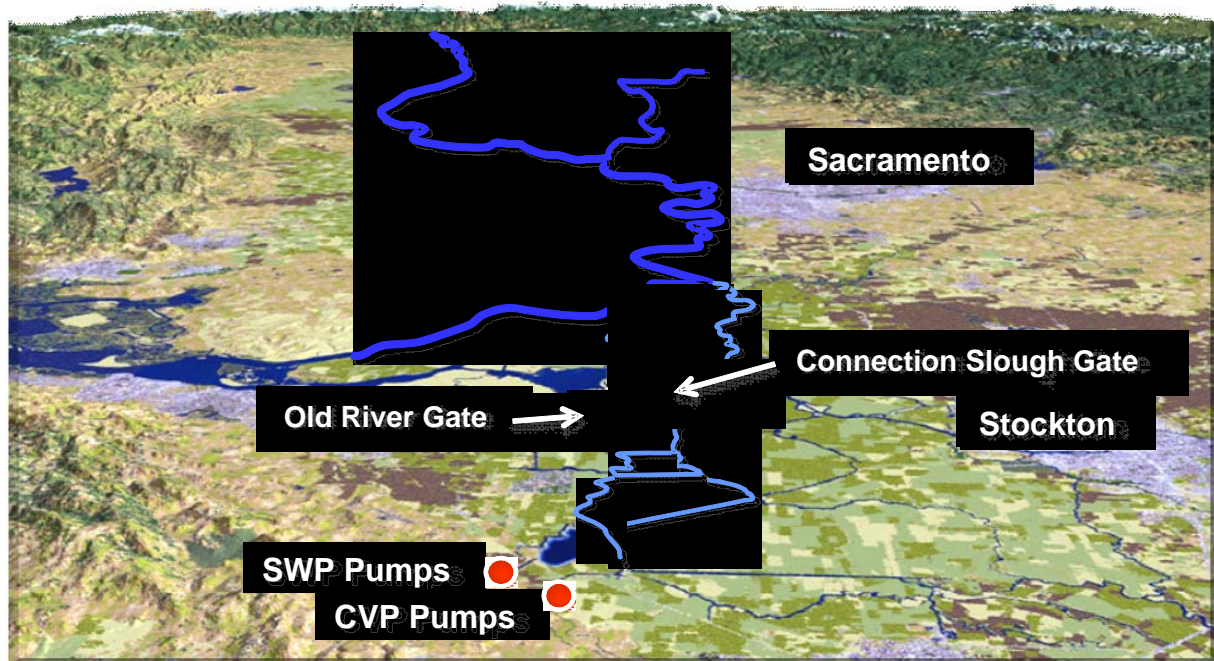 Sacramento
Connection Slough Gate
Old River Gate
Stockton
SWP Pumps
CVP Pumps